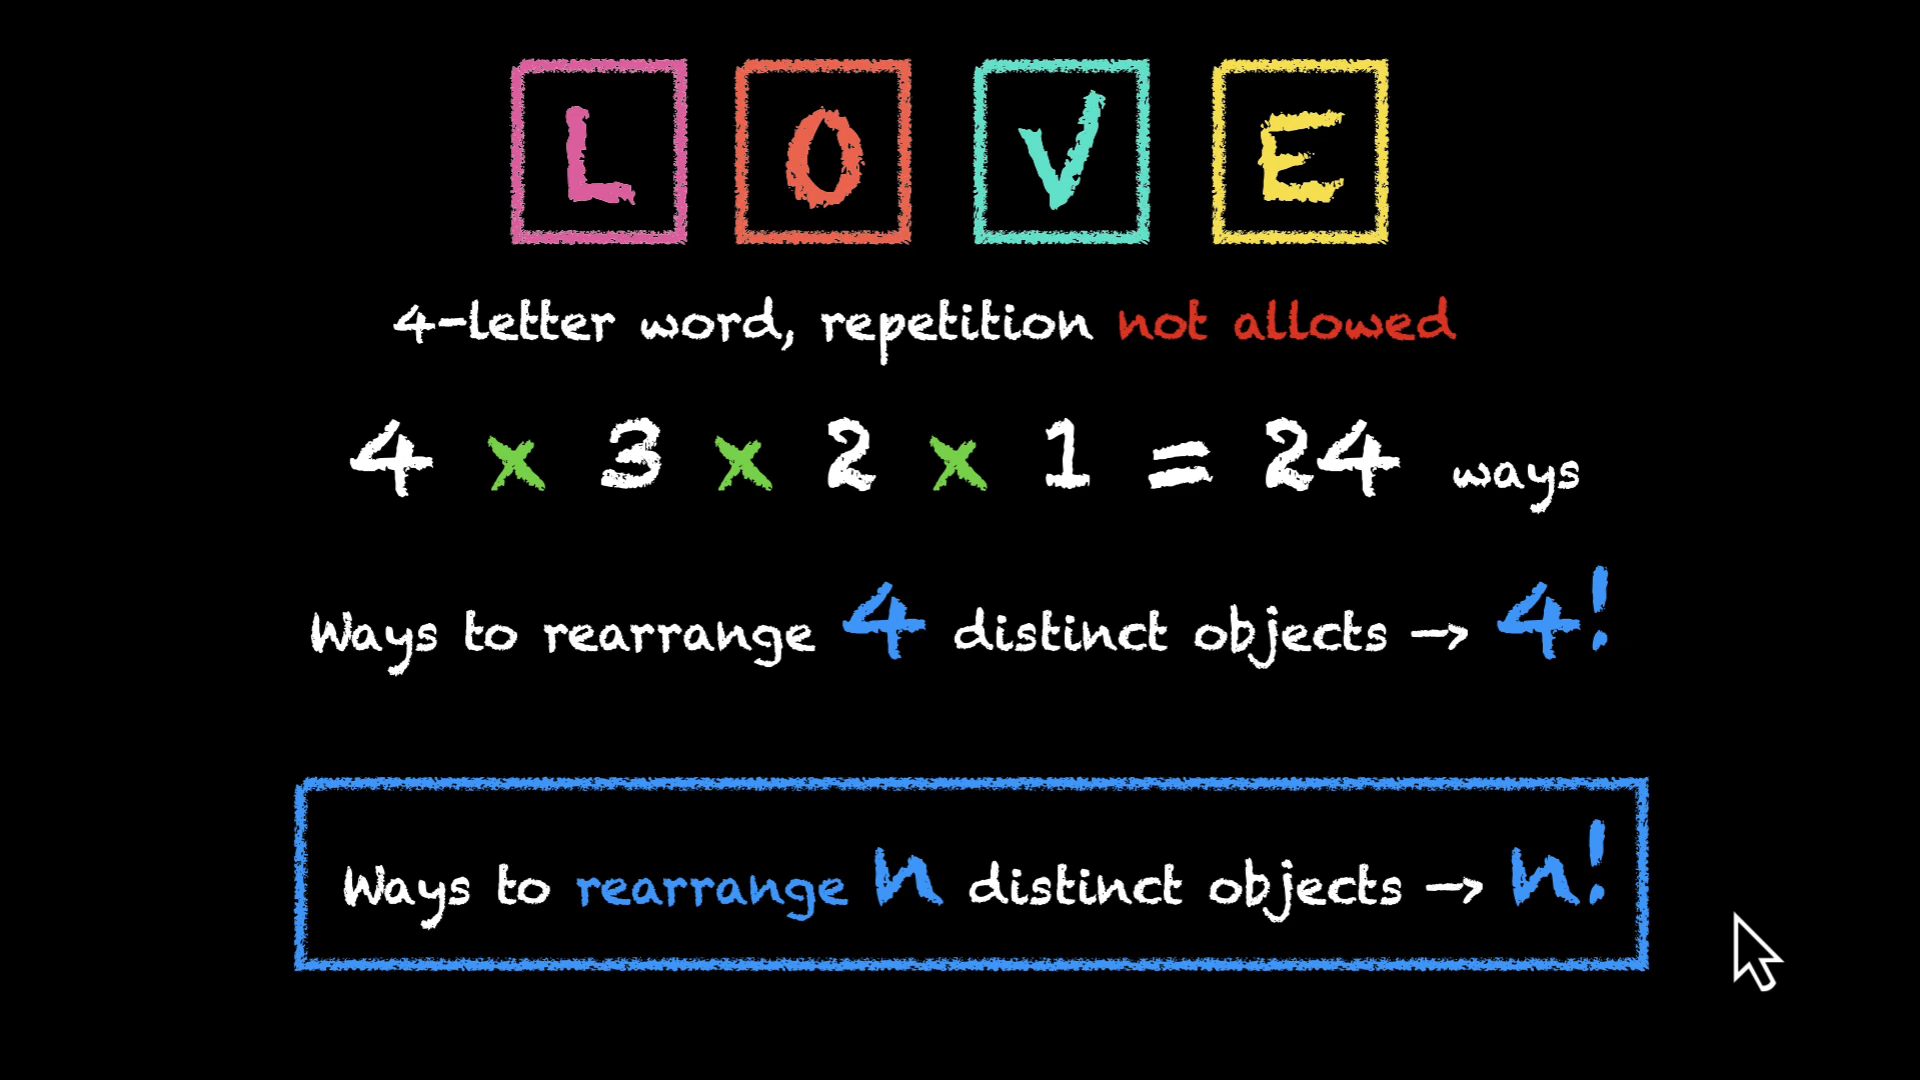 L O V E
4-letter word, repetition not allowed
4 x 3 x 2 x 1 = 24 ways
Ways to rearrange 4 distinct objects → 4!
Ways to rearrange n distinct objects → n!